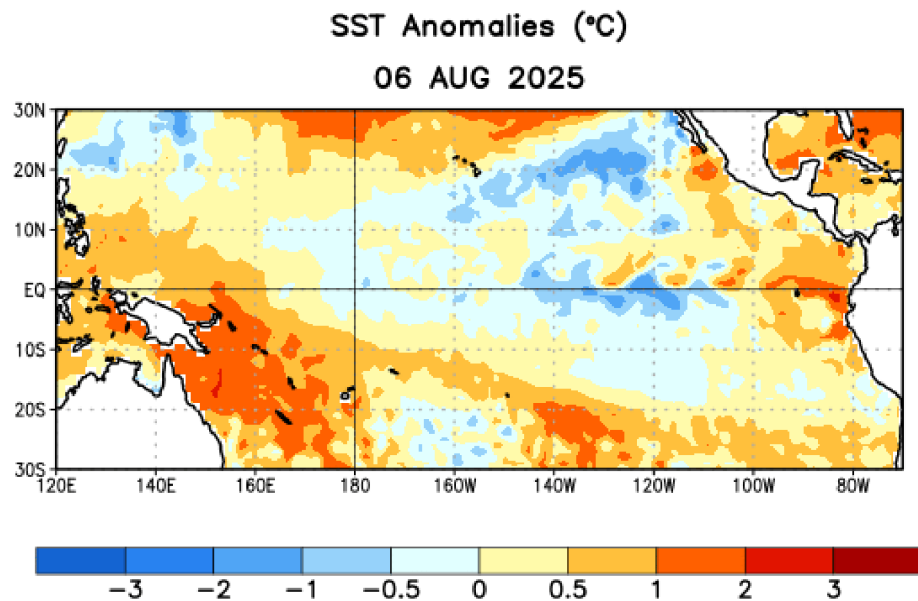 SST Anomalies (°C)
06 AUG 2025
30N
20N
10N
EQ
10S
20S
30S
120E 140E 160E 180 160W 140W 120W 100W 80W
-3 -2 -1 -0.5 0 0.5 1 2 3